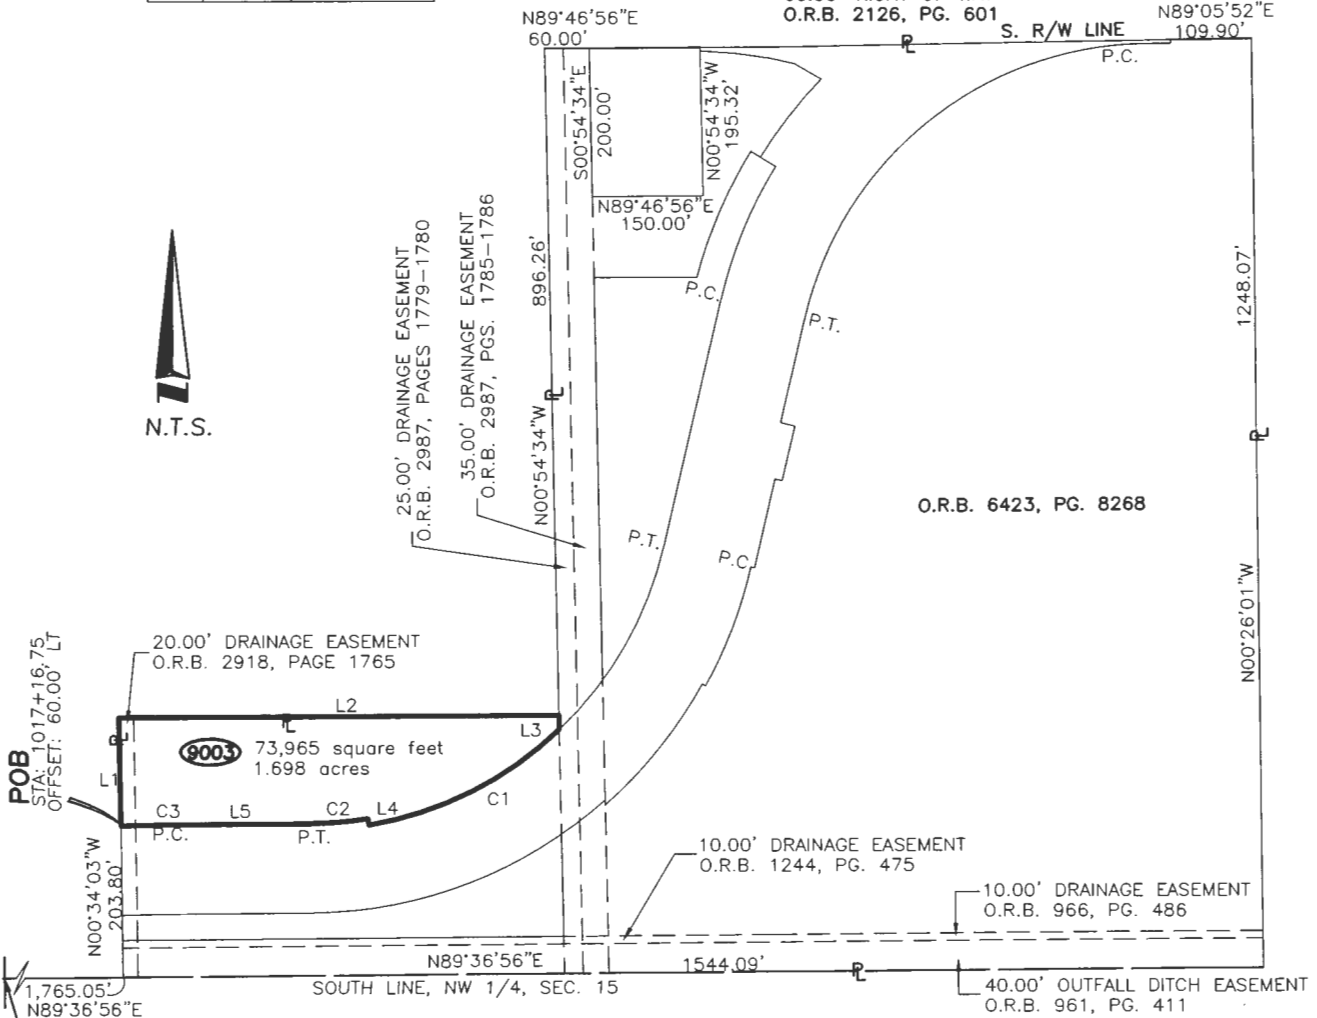 N89°46'56"E
60.00'
O.R.B. 2126, PG. 601
S. R/W LINE
N89°05'52"E
109.90'
P.C.
S00°54'34"E
200.00'
N00°54'34"W
195.32'
N89°46'56"E
150.00'
25.00' DRAINAGE EASEMENT
O.R.B. 2987, PAGES 1779-1780
35.00' DRAINAGE EASEMENT
O.R.B. 2987, PGS. 1785-1786
896.26'
N00°54'34"W
P.C.
P.T.
1248.07'
N00°26'01"W
N.T.S.
O.R.B. 6423, PG. 8268
P.T.
P.C.
POB
STA: 1017+16.75
OFFSET: 60.00' LT
20.00' DRAINAGE EASEMENT
O.R.B. 2918, PAGE 1765
L2
L3
9003
73,965 square feet
1.698 acres
L1
C3
L5
C2
L4
C1
P.C.
P.T.
N00°34'03"W
203.80'
10.00' DRAINAGE EASEMENT
O.R.B. 1244, PG. 475
10.00' DRAINAGE EASEMENT
O.R.B. 966, PG. 486
N89°36'56"E
1544.09'
SOUTH LINE, NW 1/4, SEC. 15
1,765.05'
N89°36'56"E
40.00' OUTFALL DITCH EASEMENT
O.R.B. 961, PG. 411